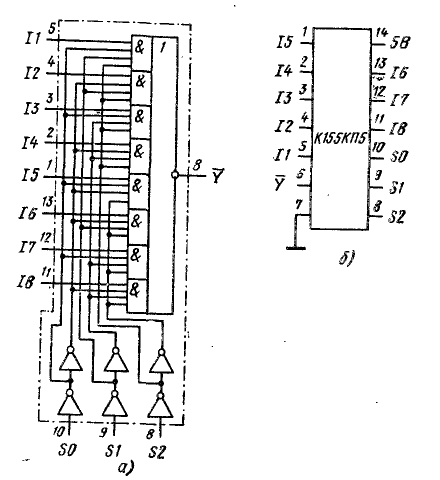 I1 5 & 1
I2 4 &
I3 3 &
I4 2 &
I5 1 &
I6 13 &
I7 12 &
I8 11 &
8 Y̅
10 9 8
S0 S1 S2
а)
I5 1
I4 2
I3 3
I2 4
I1 5
Y̅ 6
7
К155КП5
14 5В
13 I6
12 I7
11 I8
10 S0
9 S1
8 S2
б)